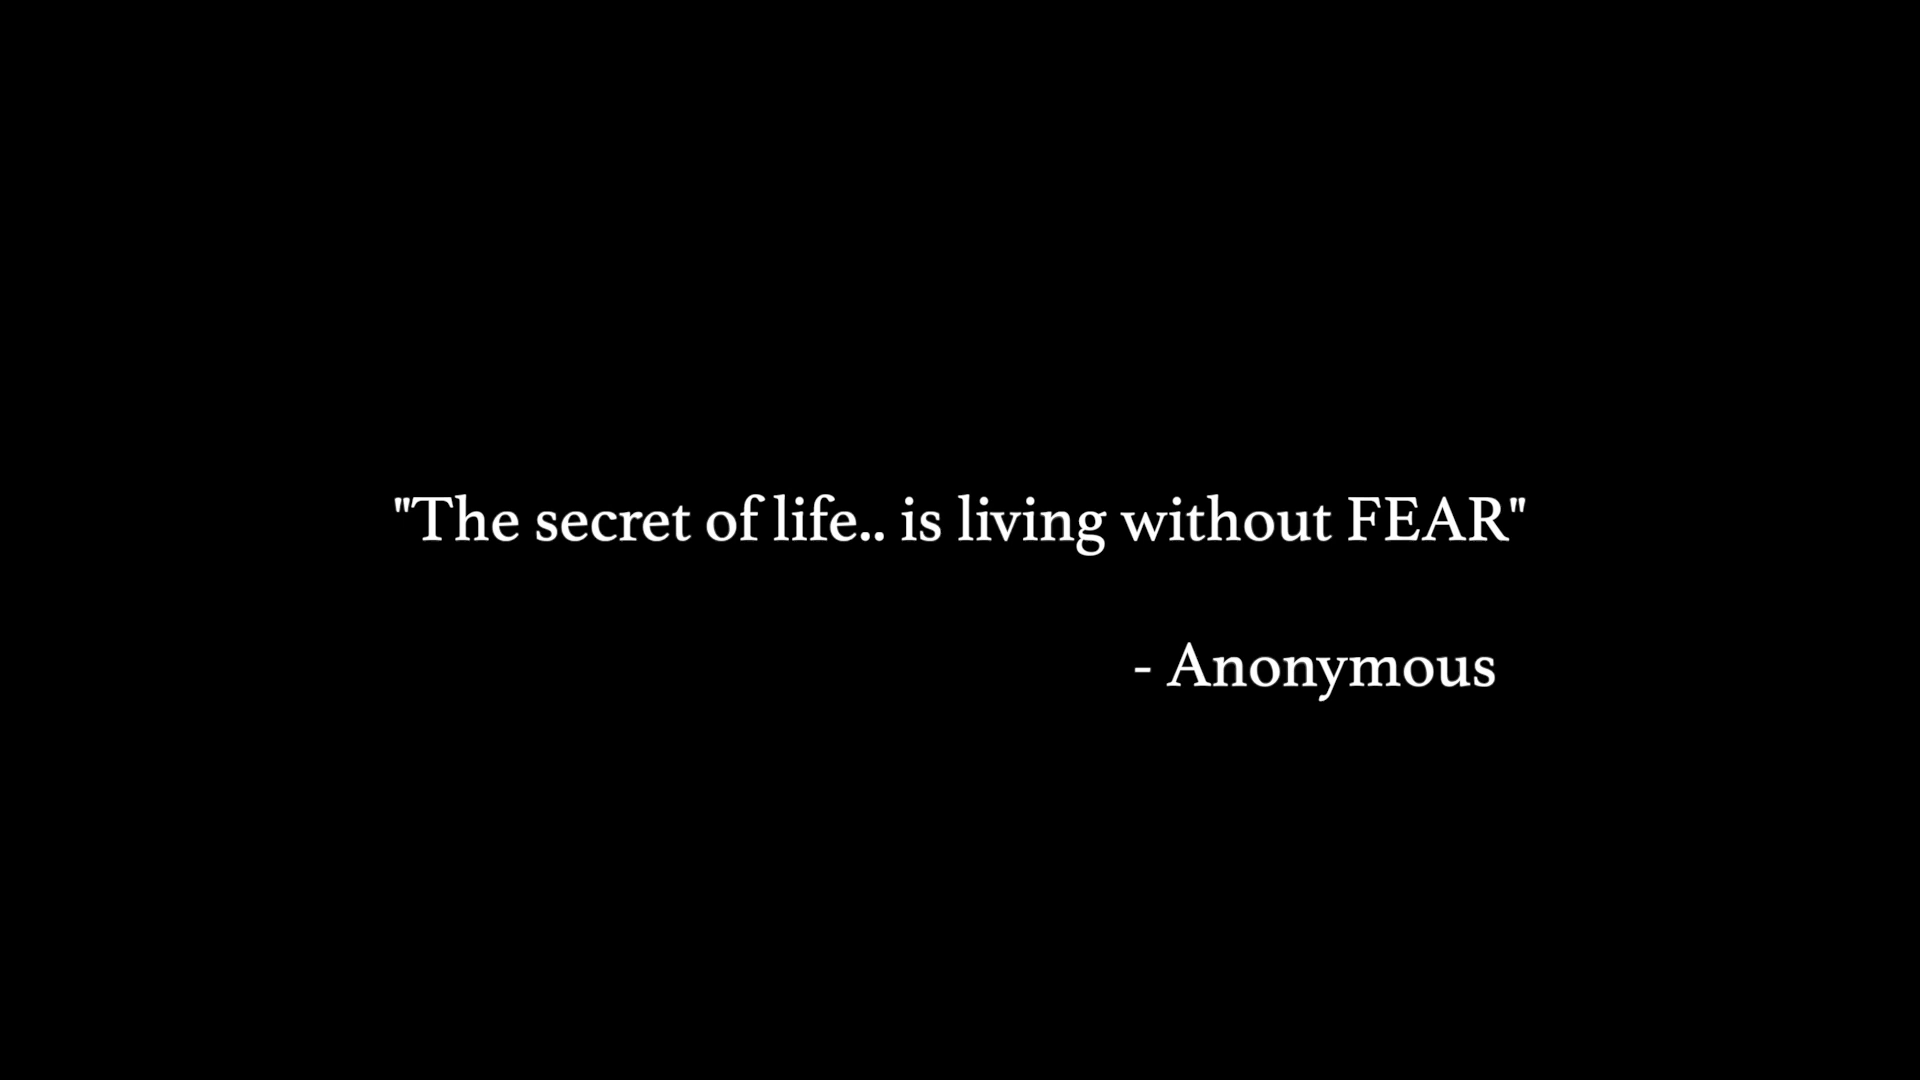 "The secret of life.. is living without FEAR"
- Anonymous